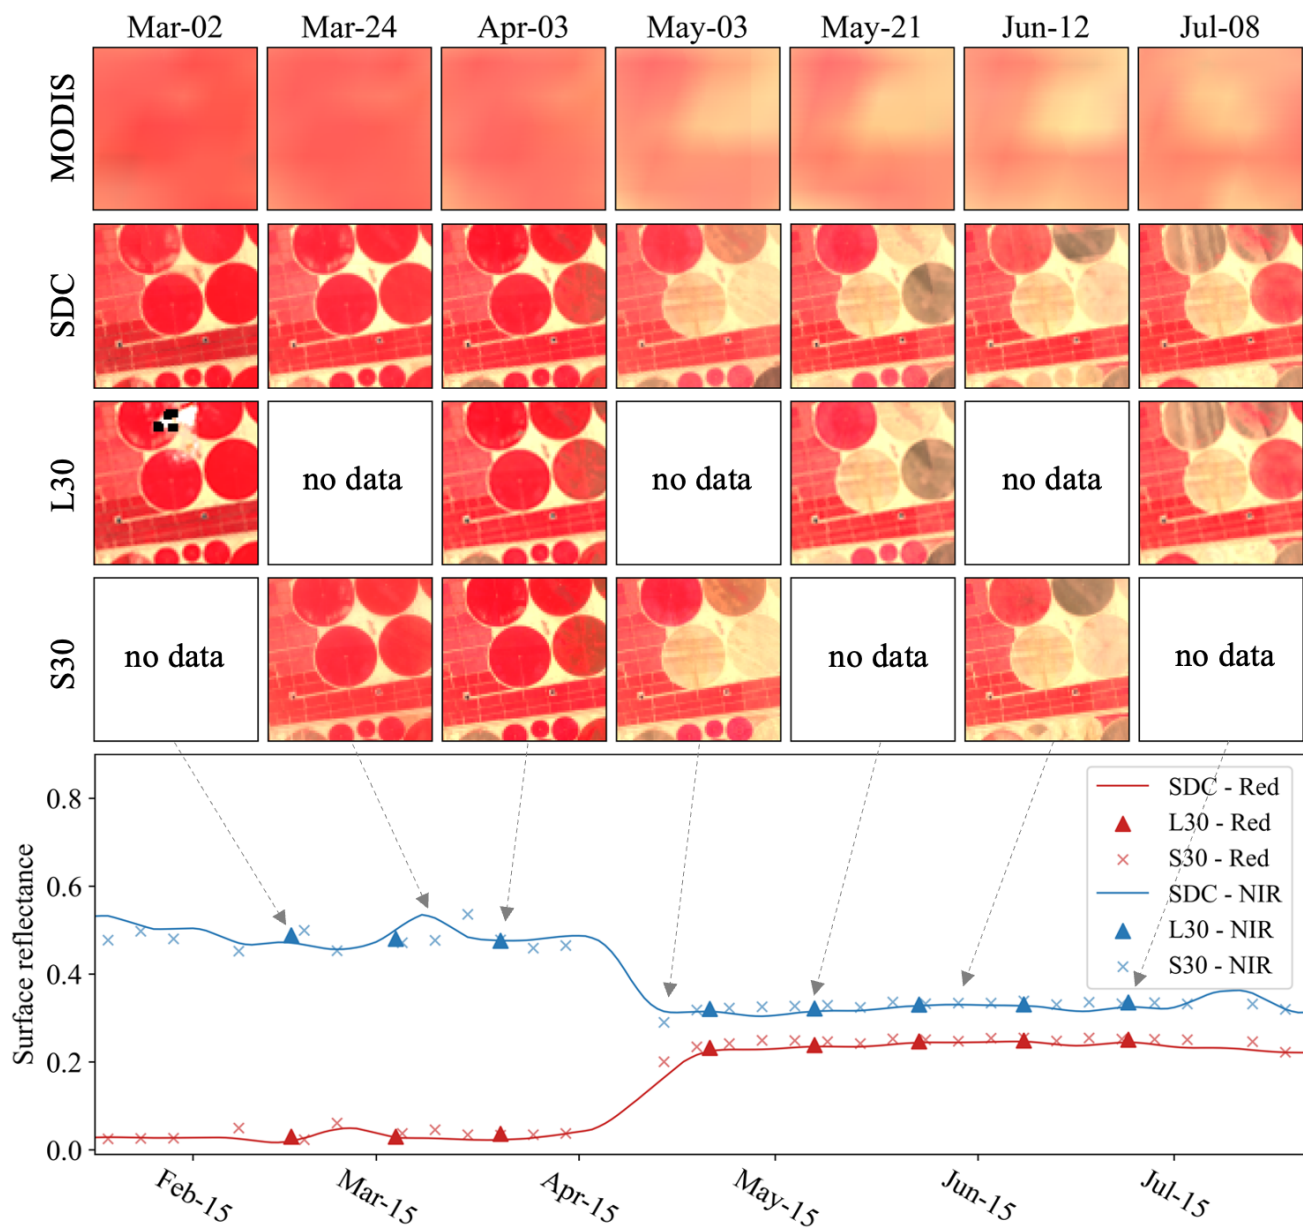 Mar-02 Mar-24 Apr-03 May-03 May-21 Jun-12 Jul-08
MODIS
SDC
L30
no data no data no data
S30
no data no data no data
Surface reflectance
0.8
0.6
0.4
0.2
0.0
SDC - Red
L30 - Red
S30 - Red
SDC - NIR
L30 - NIR
S30 - NIR
Feb-15 Mar-15 Apr-15 May-15 Jun-15 Jul-15